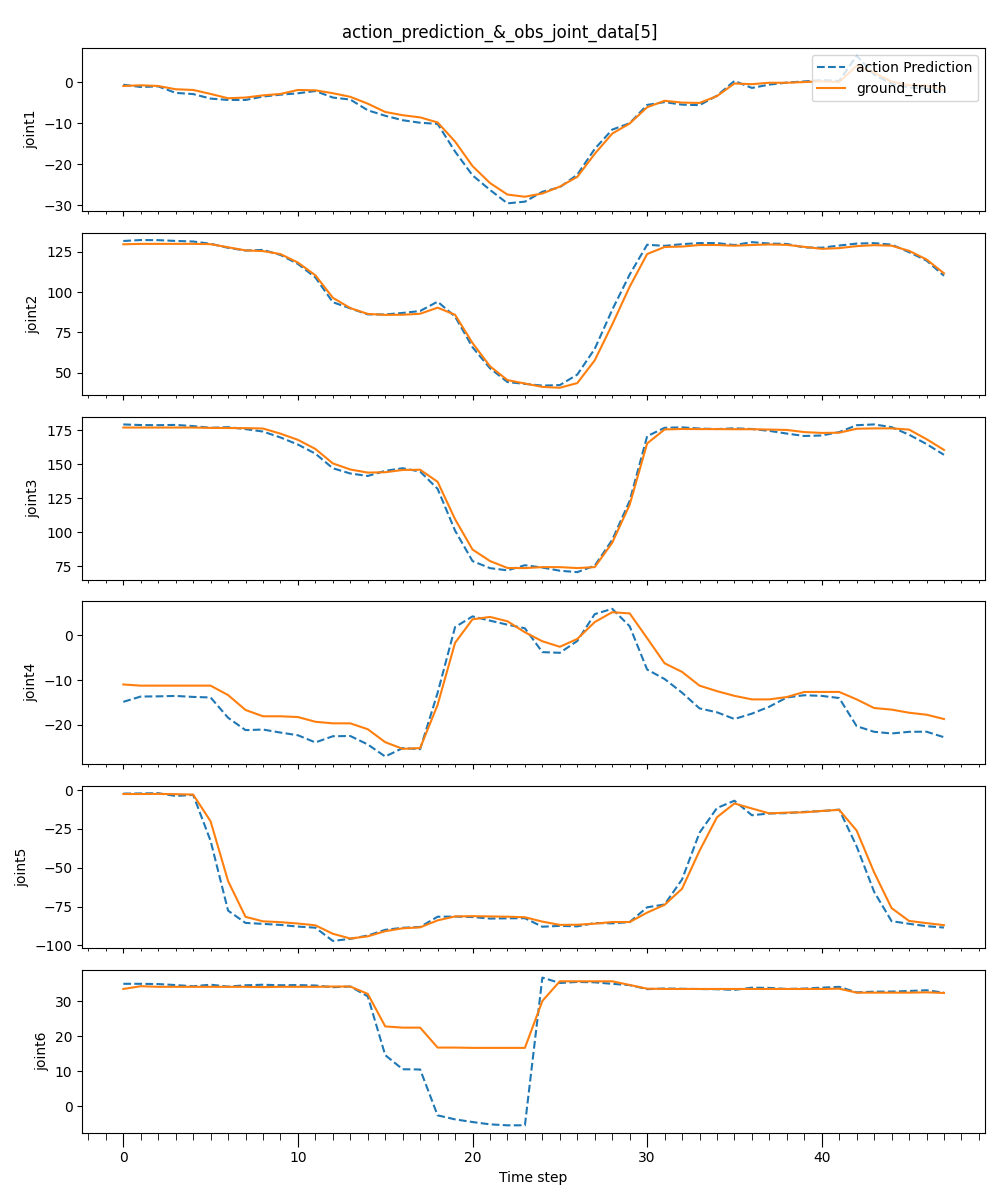 action_prediction_&_obs_joint_data[5]
action Prediction
ground_truth
joint1
0
−10
−20
−30
joint2
125
100
75
50
joint3
175
150
125
100
75
joint4
0
−10
−20
joint5
0
−25
−50
−75
−100
joint6
30
20
10
0
0 10 20 30 40
Time step